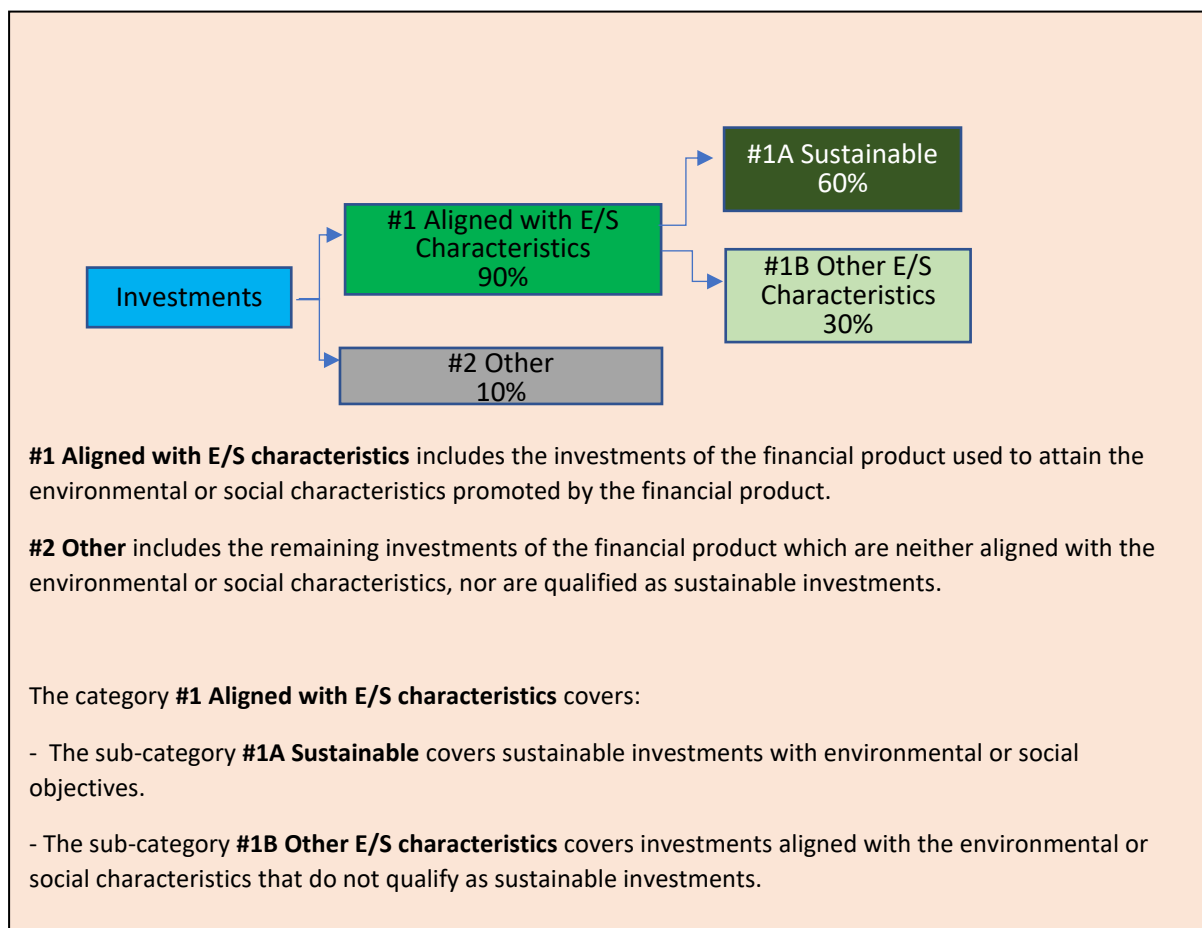 #1A Sustainable
60%
#1 Aligned with E/S
Characteristics
90%
#1B Other E/S
Characteristics
30%
Investments
#2 Other
10%
#1 Aligned with E/S characteristics includes the investments of the financial product used to attain the
environmental or social characteristics promoted by the financial product.
#2 Other includes the remaining investments of the financial product which are neither aligned with the
environmental or social characteristics, nor are qualified as sustainable investments.
The category #1 Aligned with E/S characteristics covers:
- The sub-category #1A Sustainable covers sustainable investments with environmental or social
objectives.
- The sub-category #1B Other E/S characteristics covers investments aligned with the environmental or
social characteristics that do not qualify as sustainable investments.